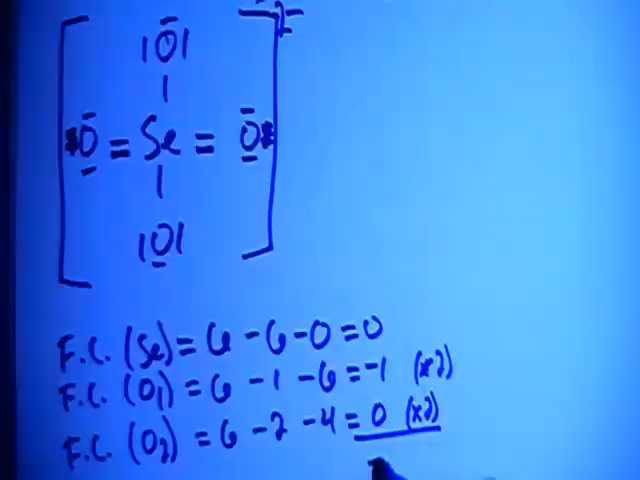 2-
|Ō|
|
Ō = Se = Ō
|
|O|
F.C. (Se) = 6 - 6 - 0 = 0
F.C. (O₁) = 6 - 1 - 6 = -1 (x2)
F.C. (O₂) = 6 - 2 - 4 = 0 (x2)